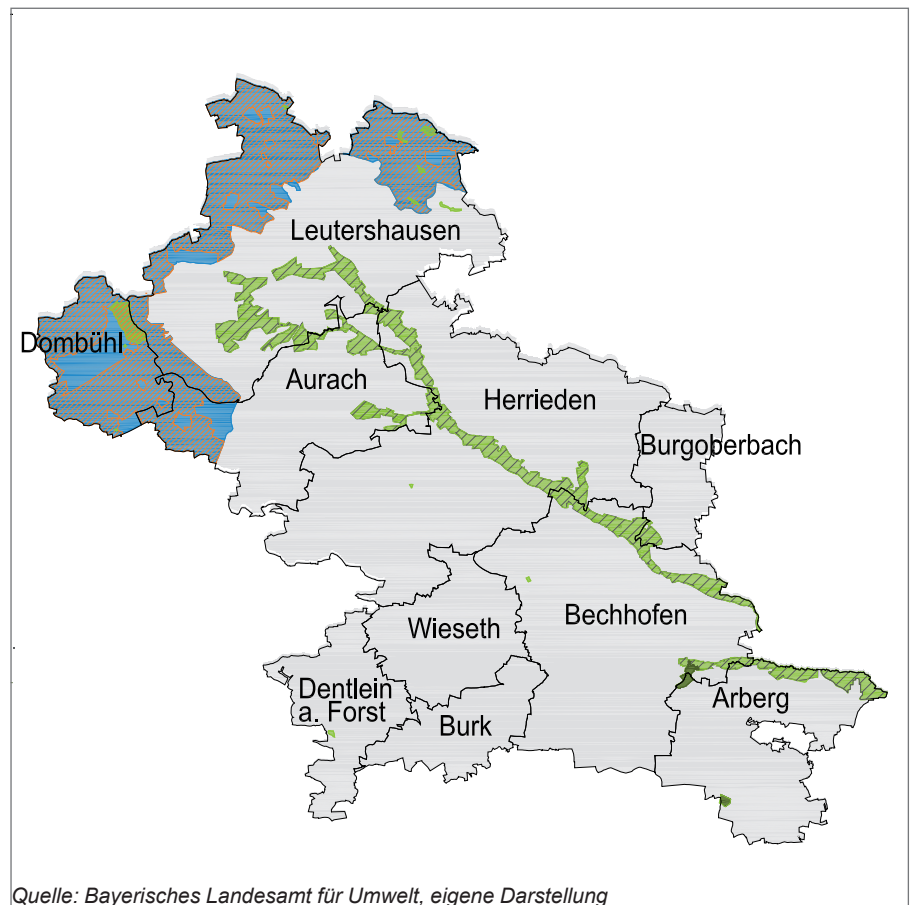 Leutershausen
Dombühl
Aurach
Herrieden
Burgoberbach
Bechhofen
Wieseth
Dentlein
a. Forst
Arberg
Burk
Quelle: Bayerisches Landesamt für Umwelt, eigene Darstellung